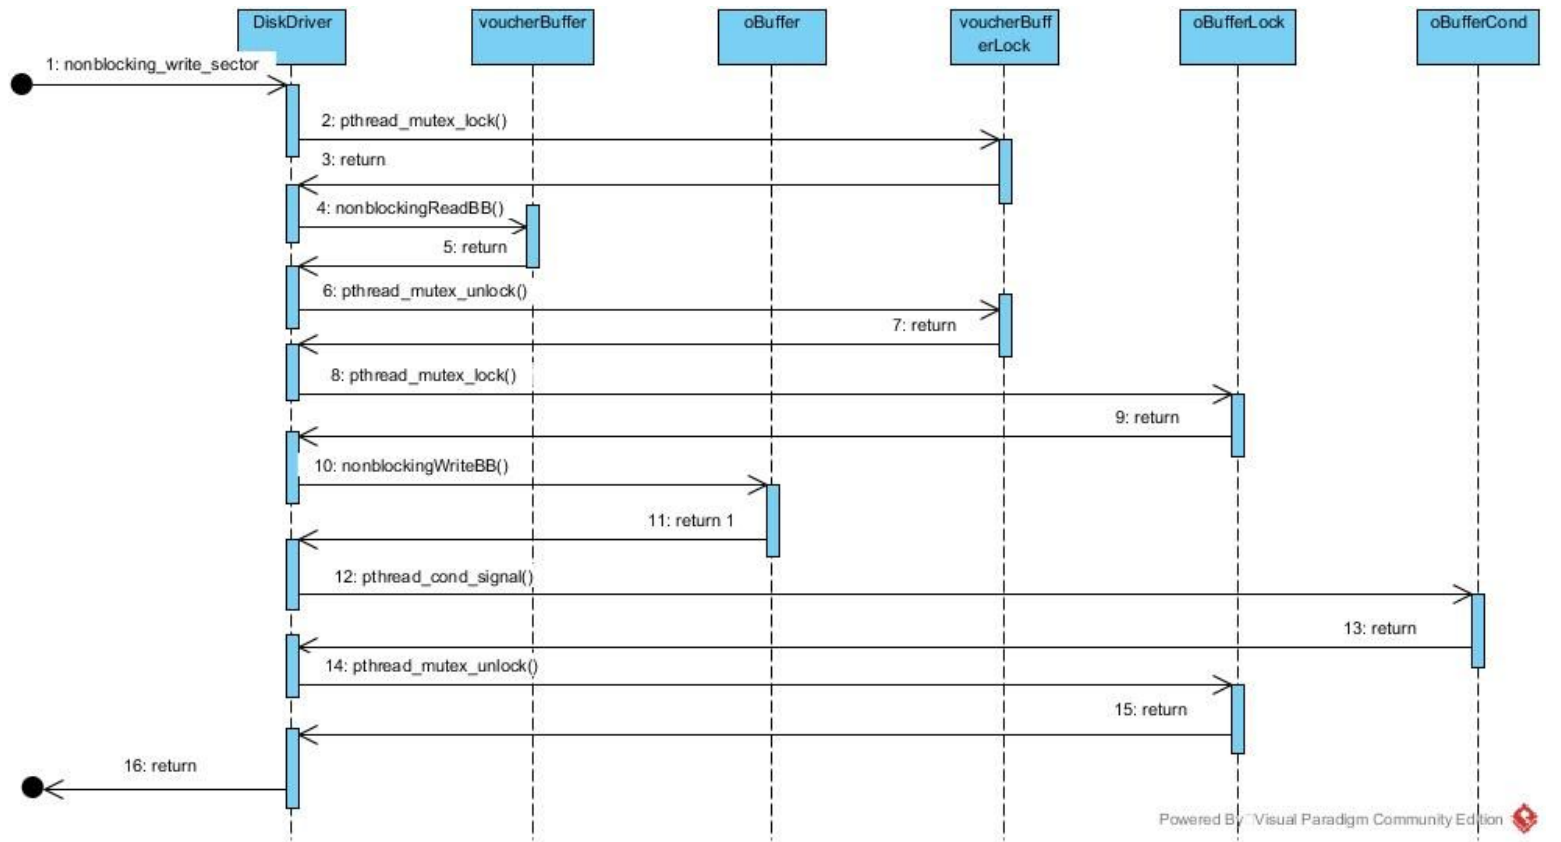 DiskDriver
voucherBuffer
oBuffer
voucherBuff
erLock
oBufferLock
oBufferCond
1: nonblocking_write_sector
2: pthread_mutex_lock()
3: return
4: nonblockingReadBB()
5: return
6: pthread_mutex_unlock()
7: return
8: pthread_mutex_lock()
9: return
10: nonblockingWriteBB()
11: return 1
12: pthread_cond_signal()
13: return
14: pthread_mutex_unlock()
15: return
16: return
Powered By Visual Paradigm Community Edition